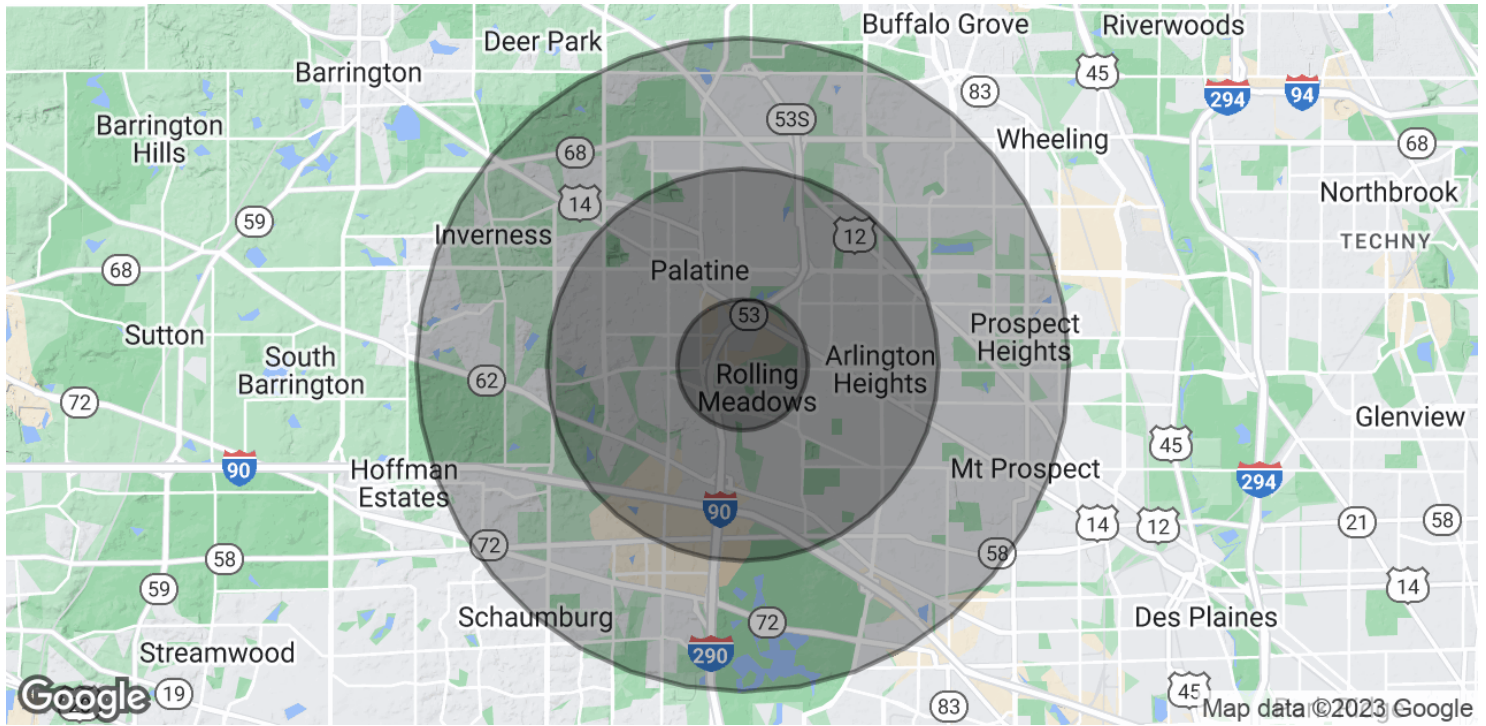 Deer Park
Buffalo Grove
Riverwoods
Barrington
45
83
294
94
Barrington
Hills
53S
Wheeling
68
68
14
Northbrook
59
Inverness
12
TECHNY
68
Palatine
53
Sutton
South
Barrington
Prospect
Heights
Arlington
Heights
62
Rolling
Meadows
72
Glenview
45
90
Hoffman
Estates
Mt Prospect
294
90
14
12
21
58
72
58
58
59
14
Schaumburg
72
Des Plaines
Streamwood
290
Google
19
83
45
Map data ©2023 Google